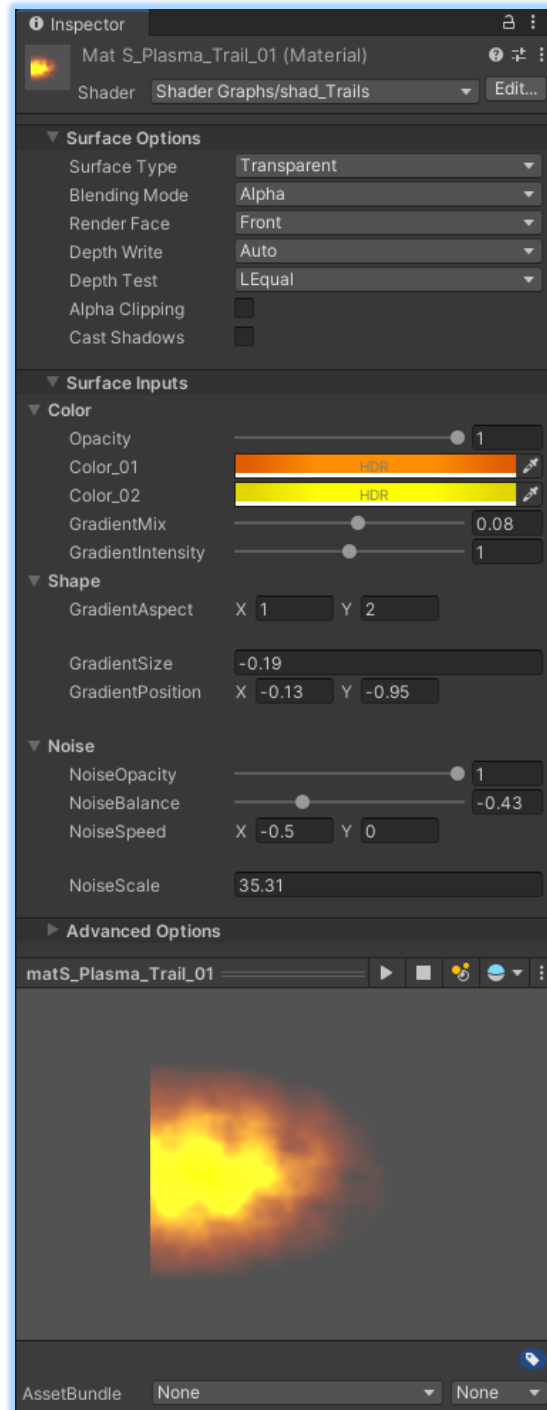 Inspector
Mat S_Plasma_Trail_01 (Material)
Shader Shader Graphs/shad_Trails Edit...
Surface Options
Surface Type Transparent
Blending Mode Alpha
Render Face Front
Depth Write Auto
Depth Test LEqual
Alpha Clipping
Cast Shadows
Surface Inputs
Color
Opacity 1
Color_01 HDR
Color_02 HDR
GradientMix 0.08
GradientIntensity 1
Shape
GradientAspect X 1 Y 2
GradientSize -0.19
GradientPosition X -0.13 Y -0.95
Noise
NoiseOpacity 1
NoiseBalance -0.43
NoiseSpeed X -0.5 Y 0
NoiseScale 35.31
Advanced Options
matS_Plasma_Trail_01
AssetBundle None None